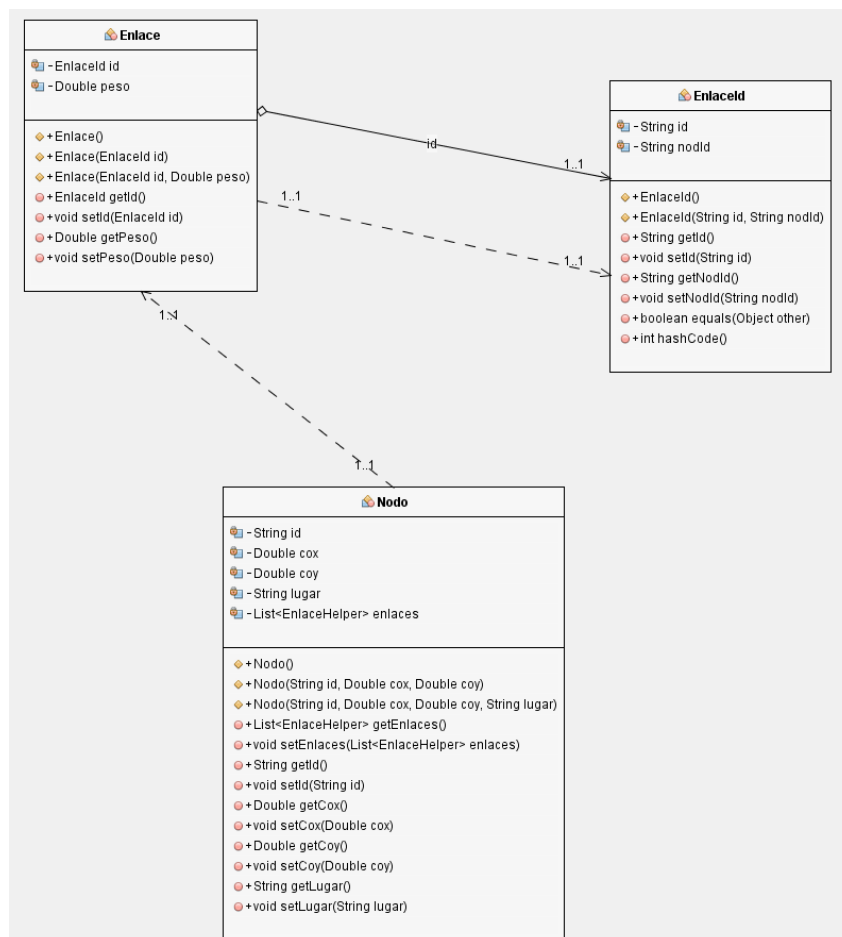 Enlace
-EnlaceId id
-Double peso
+Enlace()
+Enlace(EnlaceId id)
+Enlace(EnlaceId id, Double peso)
+EnlaceId getId()
+void setId(EnlaceId id)
+Double getPeso()
+void setPeso(Double peso)
EnlaceId
-String id
-String nodId
+EnlaceId()
+EnlaceId(String id, String nodId)
+String getId()
+void setId(String id)
+String getNodId()
+void setNodId(String nodId)
+boolean equals(Object other)
+int hashCode()
id
1..1
1..1
1..1
1..1
1..1
Nodo
-String id
-Double cox
-Double coy
-String lugar
-List<EnlaceHelper> enlaces
+Nodo()
+Nodo(String id, Double cox, Double coy)
+Nodo(String id, Double cox, Double coy, String lugar)
+List<EnlaceHelper> getEnlaces()
+void setEnlaces(List<EnlaceHelper> enlaces)
+String getId()
+void setId(String id)
+Double getCox()
+void setCox(Double cox)
+Double getCoy()
+void setCoy(Double coy)
+String getLugar()
+void setLugar(String lugar)